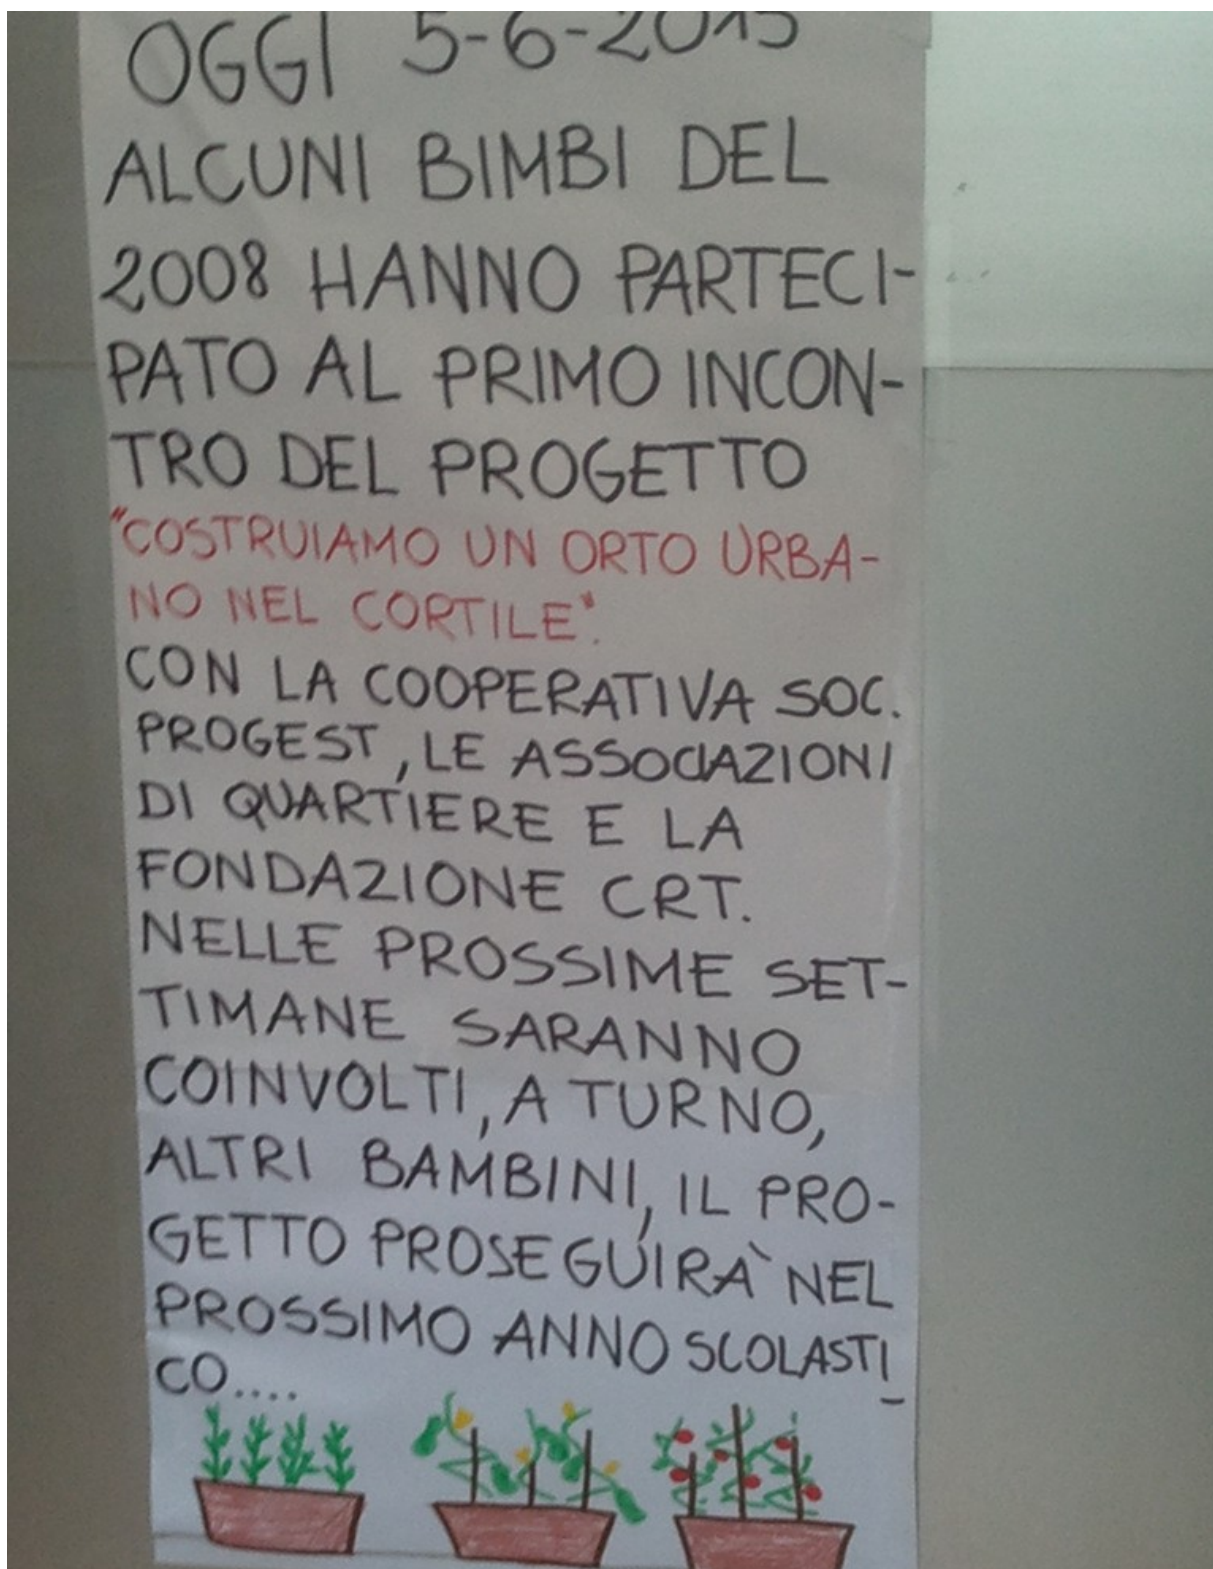 OGGI 5-6-2015
ALCUNI BIMBI DEL
2008 HANNO PARTECI-
PATO AL PRIMO INCON-
TRO DEL PROGETTO
"COSTRUIAMO UN ORTO URBA-
NO NEL CORTILE".
CON LA COOPERATIVA SOC.
PROGEST, LE ASSOCIAZIONI
DI QUARTIERE E LA
FONDAZIONE CRT.
NELLE PROSSIME SET-
TIMANE SARANNO
COINVOLTI, A TURNO,
ALTRI BAMBINI, IL PRO-
GETTO PROSEGUIRÀ NEL
PROSSIMO ANNO SCOLASTI_
CO....